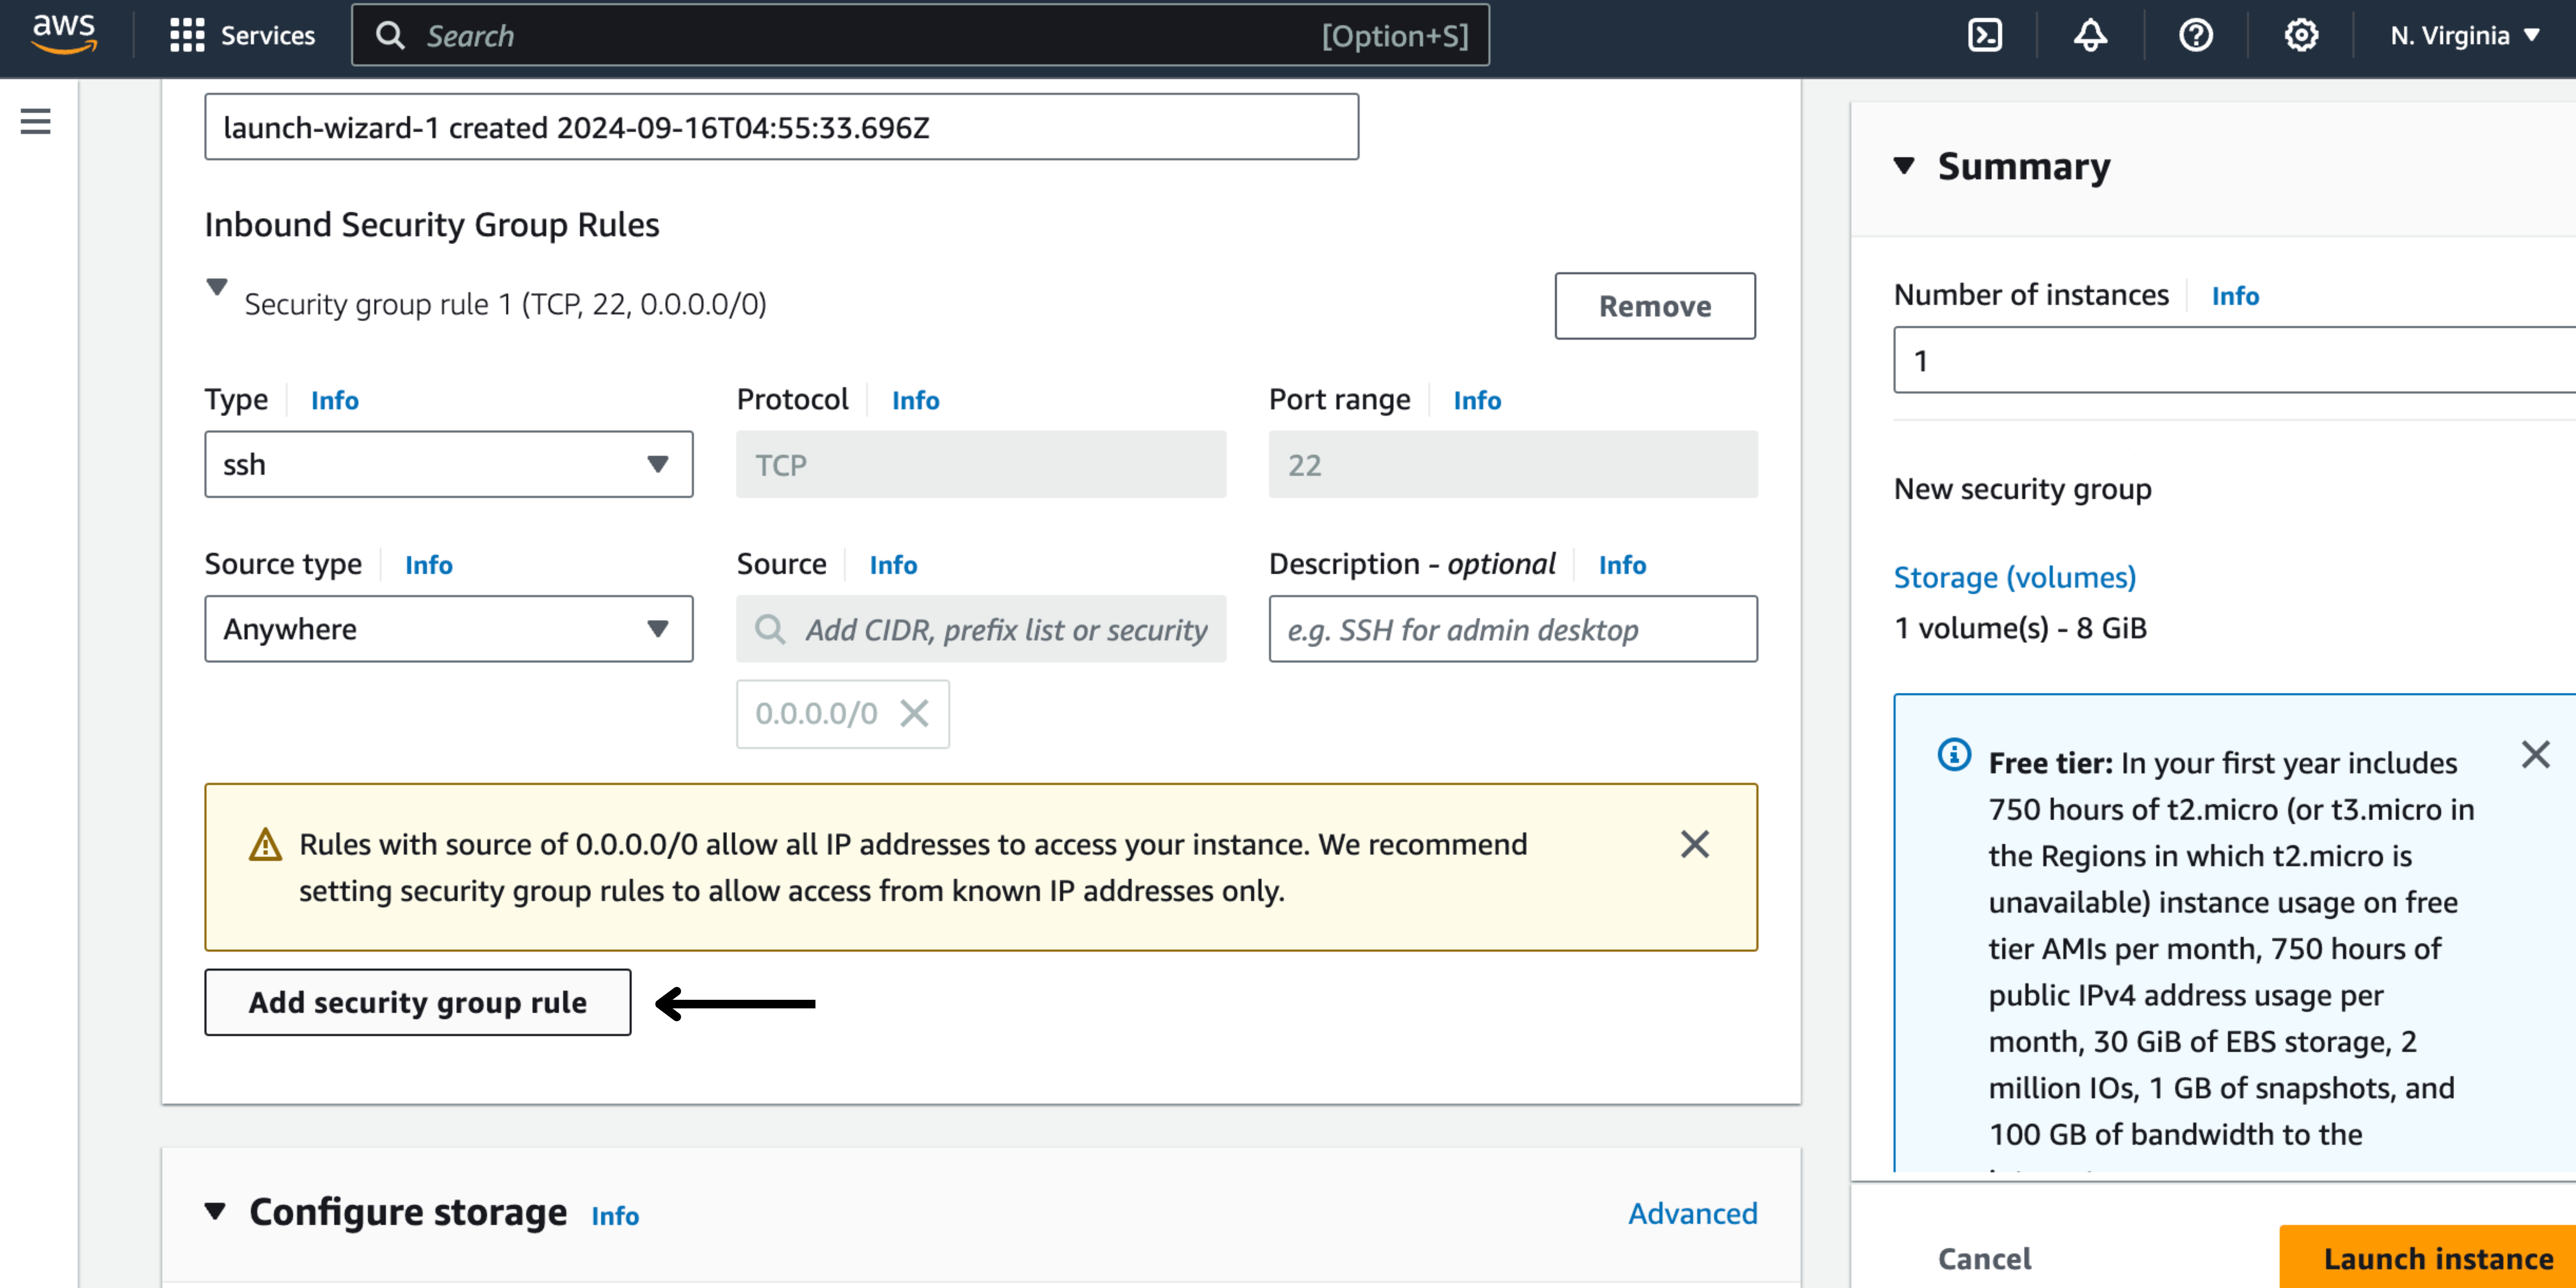 aws
Services
Search
[Option+S]
N. Virginia
launch-wizard-1 created 2024-09-16T04:55:33.696Z
Inbound Security Group Rules
Security group rule 1 (TCP, 22, 0.0.0.0/0)
Remove
Type Info
Protocol Info
Port range Info
ssh
TCP
22
Source type Info
Source Info
Description - optional Info
Anywhere
Add CIDR, prefix list or security
e.g. SSH for admin desktop
0.0.0.0/0
Rules with source of 0.0.0.0/0 allow all IP addresses to access your instance. We recommend
setting security group rules to allow access from known IP addresses only.
Add security group rule
Configure storage Info
Advanced
Summary
Number of instances Info
1
New security group
Storage (volumes)
1 volume(s) - 8 GiB
Free tier: In your first year includes
750 hours of t2.micro (or t3.micro in
the Regions in which t2.micro is
unavailable) instance usage on free
tier AMIs per month, 750 hours of
public IPv4 address usage per
month, 30 GiB of EBS storage, 2
million IOs, 1 GB of snapshots, and
100 GB of bandwidth to the
Cancel
Launch instance